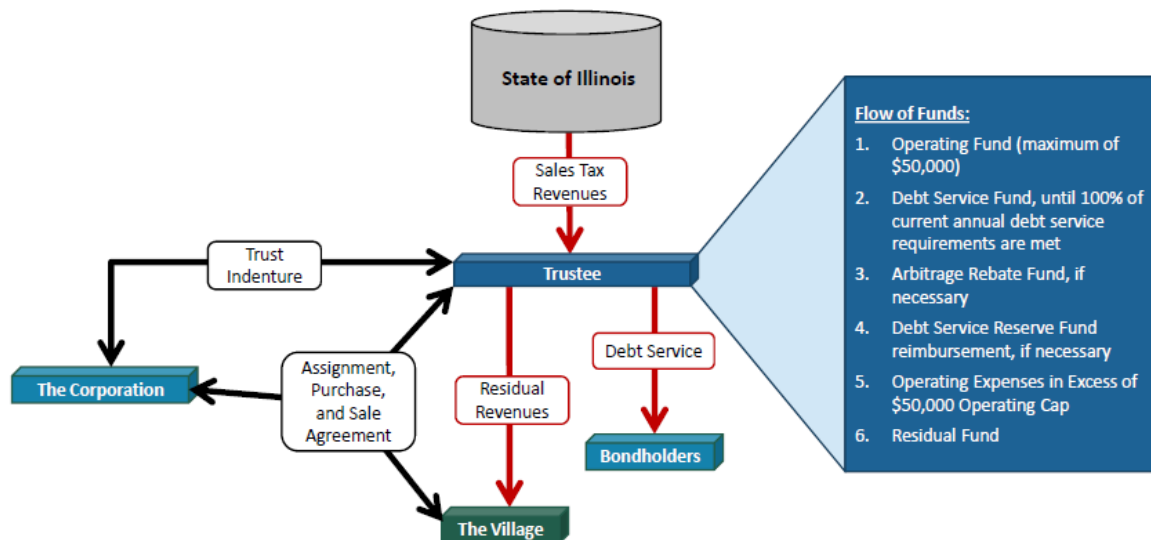 State of Illinois
Sales Tax
Revenues
Trust
Indenture
Trustee
The Corporation
Assignment,
Purchase,
and Sale
Agreement
Residual
Revenues
Debt Service
Bondholders
The Village
Flow of Funds:
1. Operating Fund (maximum of
$50,000)
2. Debt Service Fund, until 100% of
current annual debt service
requirements are met
3. Arbitrage Rebate Fund, if
necessary
4. Debt Service Reserve Fund
reimbursement, if necessary
5. Operating Expenses in Excess of
$50,000 Operating Cap
6. Residual Fund